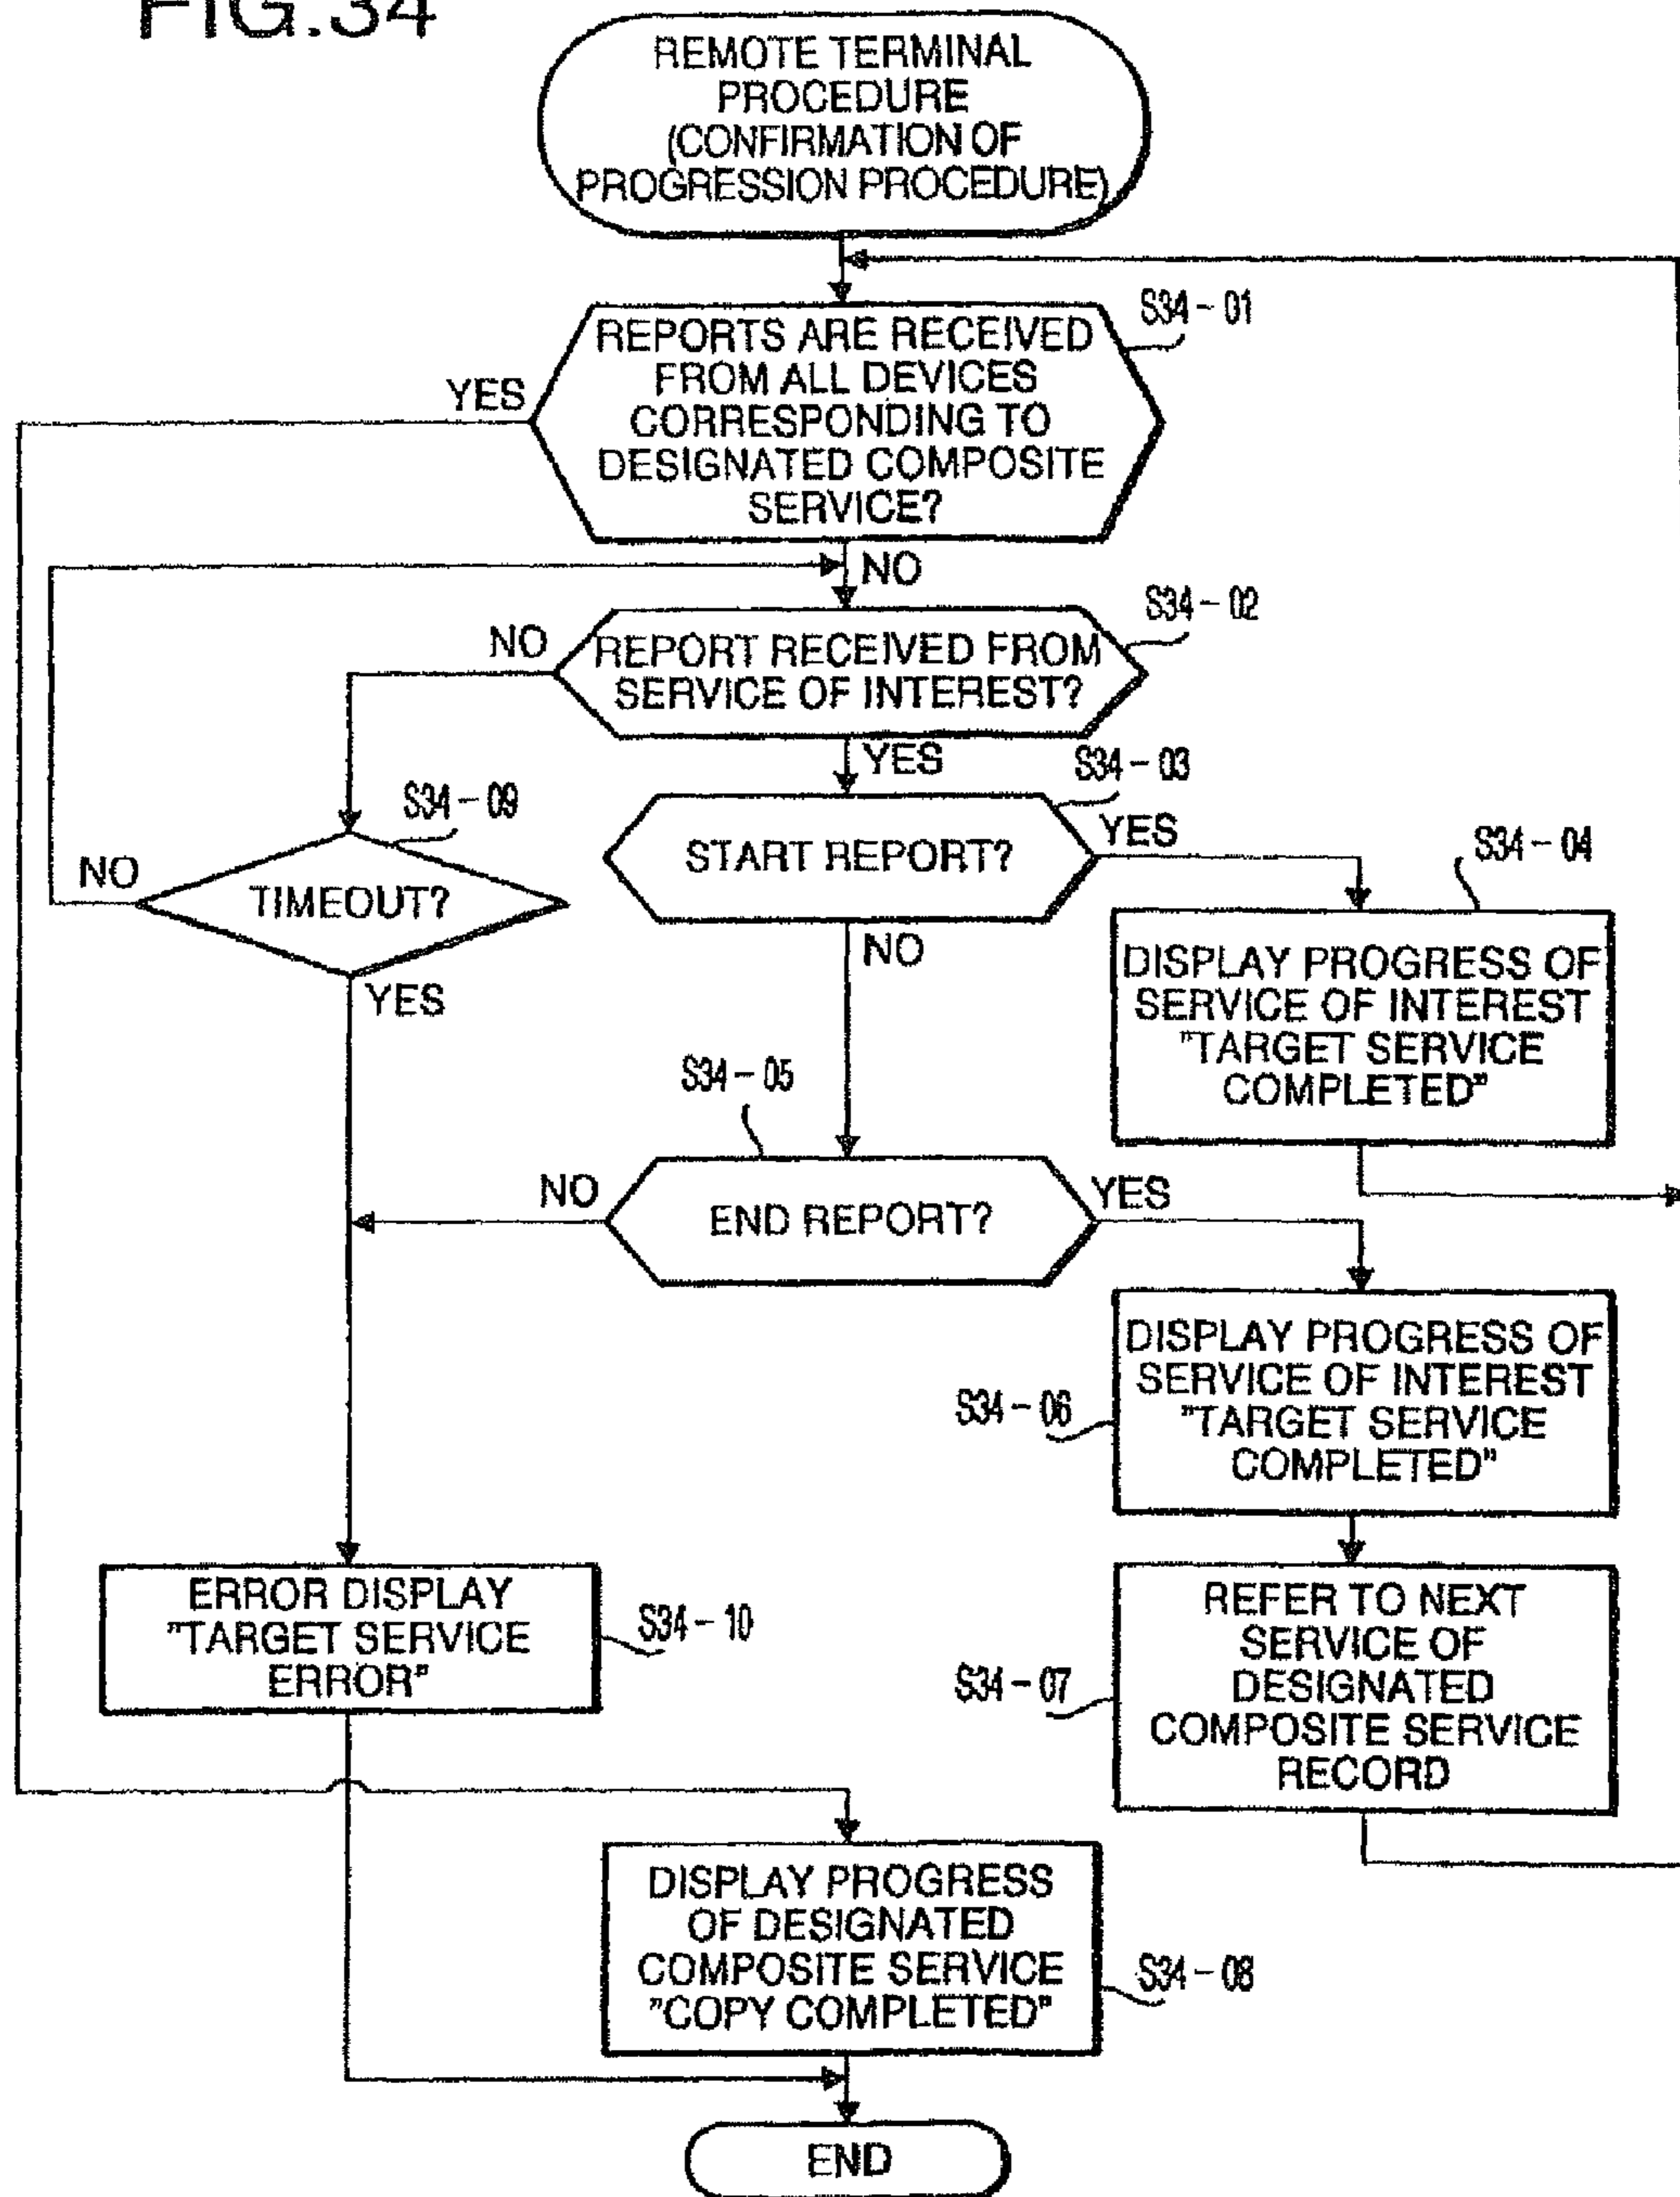 FIG.34
REMOTE TERMINAL
PROCEDURE
(CONFIRMATION OF
PROGRESSION PROCEDURE)
S34-01
REPORTS ARE RECEIVED
FROM ALL DEVICES
CORRESPONDING TO
DESIGNATED COMPOSITE
SERVICE?
YES
NO
S34-02
REPORT RECEIVED FROM
SERVICE OF INTEREST?
NO
YES
S34-03
START REPORT?
YES
NO
S34-09
TIMEOUT?
NO
YES
S34-04
DISPLAY PROGRESS OF
SERVICE OF INTEREST
"TARGET SERVICE
COMPLETED"
S34-05
END REPORT?
NO
YES
S34-06
DISPLAY PROGRESS OF
SERVICE OF INTEREST
"TARGET SERVICE
COMPLETED"
S34-07
REFER TO NEXT
SERVICE OF
DESIGNATED
COMPOSITE SERVICE
RECORD
S34-10
ERROR DISPLAY
"TARGET SERVICE
ERROR"
S34-08
DISPLAY PROGRESS
OF DESIGNATED
COMPOSITE SERVICE
"COPY COMPLETED"
END